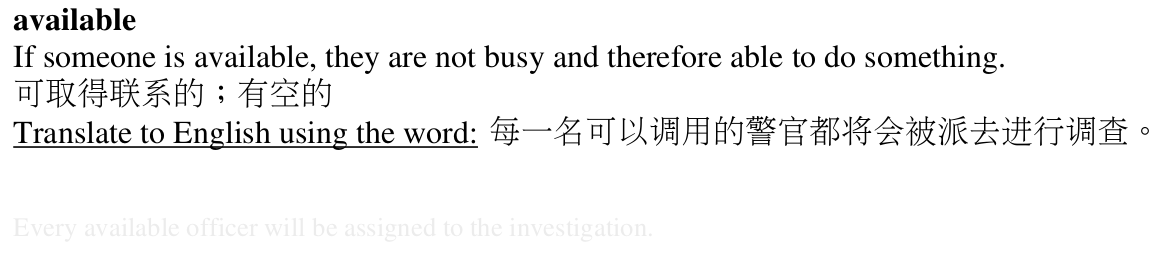 available
If someone is available, they are not busy and therefore able to do something.
可取得联系的；有空的
Translate to English using the word: 每一名可以调用的警官都将会被派去进行调查。
Every available officer will be assigned to the investigation.